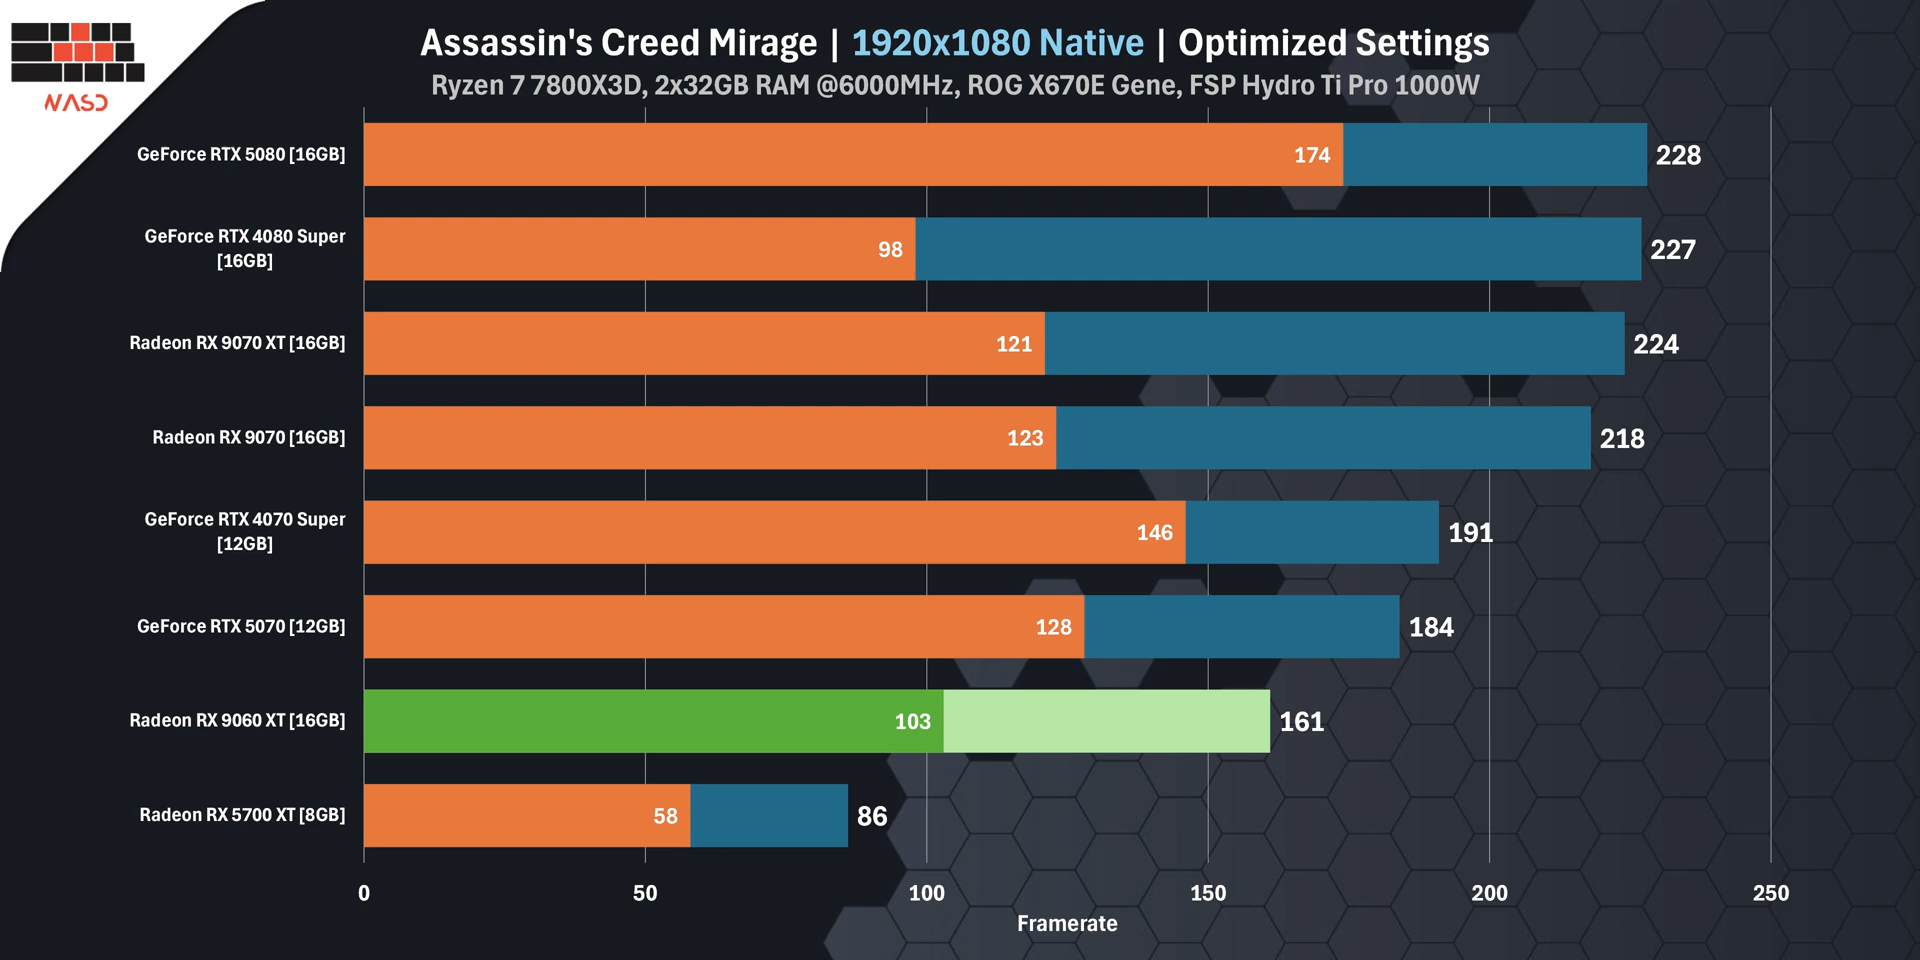 WASD
Assassin's Creed Mirage | 1920x1080 Native | Optimized Settings
Ryzen 7 7800X3D, 2x32GB RAM @6000MHz, ROG X670E Gene, FSP Hydro Ti Pro 1000W
GeForce RTX 5080 [16GB] 174 228
GeForce RTX 4080 Super
[16GB] 98 227
Radeon RX 9070 XT [16GB] 121 224
Radeon RX 9070 [16GB] 123 218
GeForce RTX 4070 Super
[12GB] 146 191
GeForce RTX 5070 [12GB] 128 184
Radeon RX 9060 XT [16GB] 103 161
Radeon RX 5700 XT [8GB] 58 86
0 50 100 150 200 250
Framerate